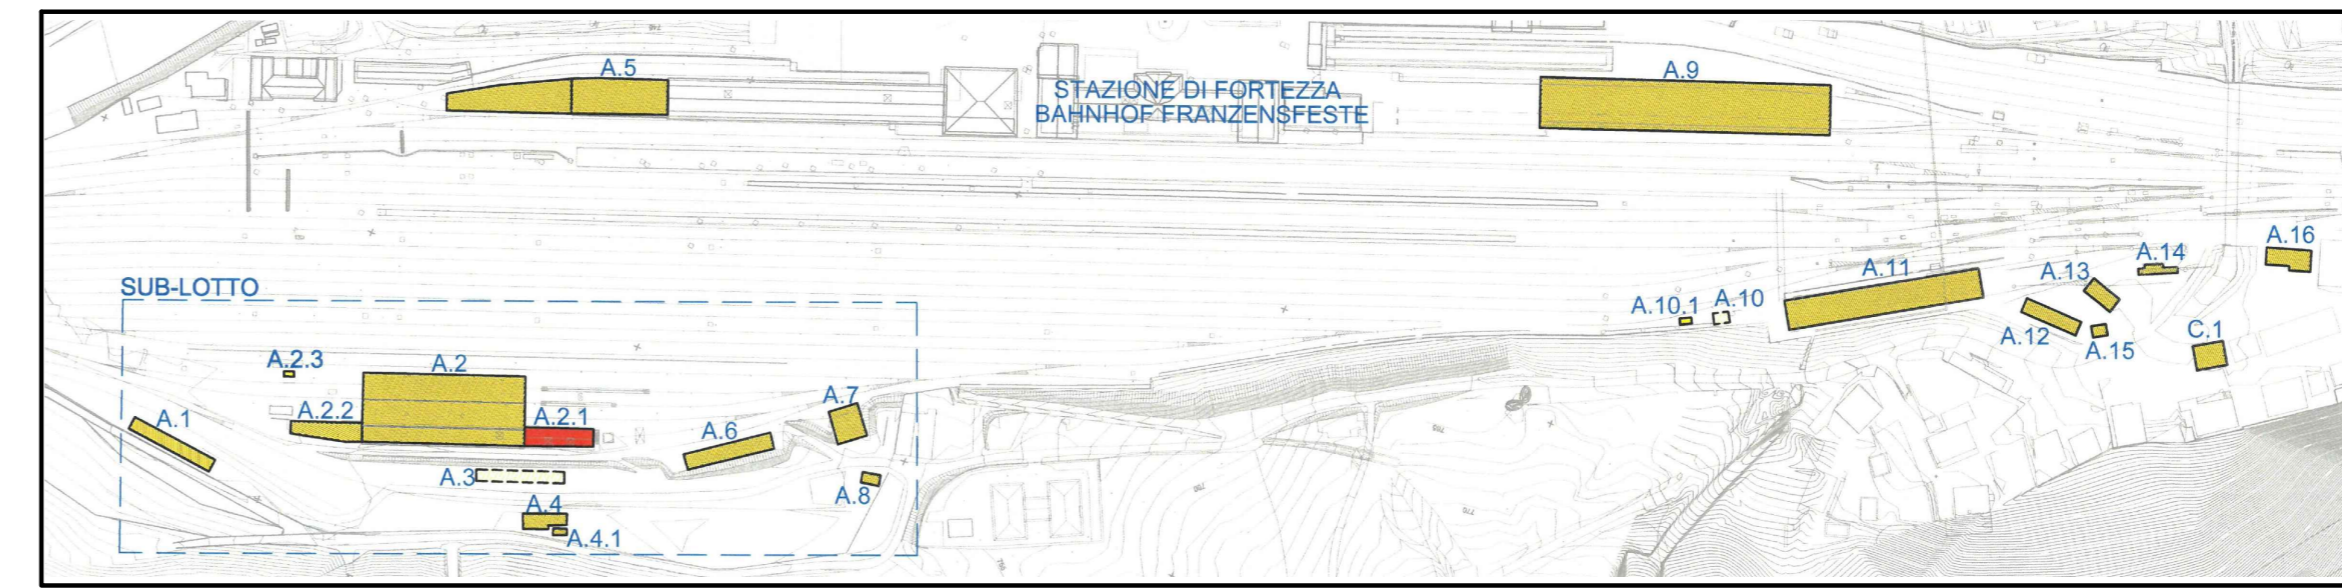 A.5
STAZIONE DI FORTEZZA
BAHNHOF FRANZENSFESTE
A.9
A.16
A.14
A.13
A.11
SUB-LOTTO
A.10.1
A.10
A.12
A.15
C.1
A.2.3
A.2
A.1
A.2.2
A.2.1
A.6
A.7
A.3
A.8
A.4
A.4.1